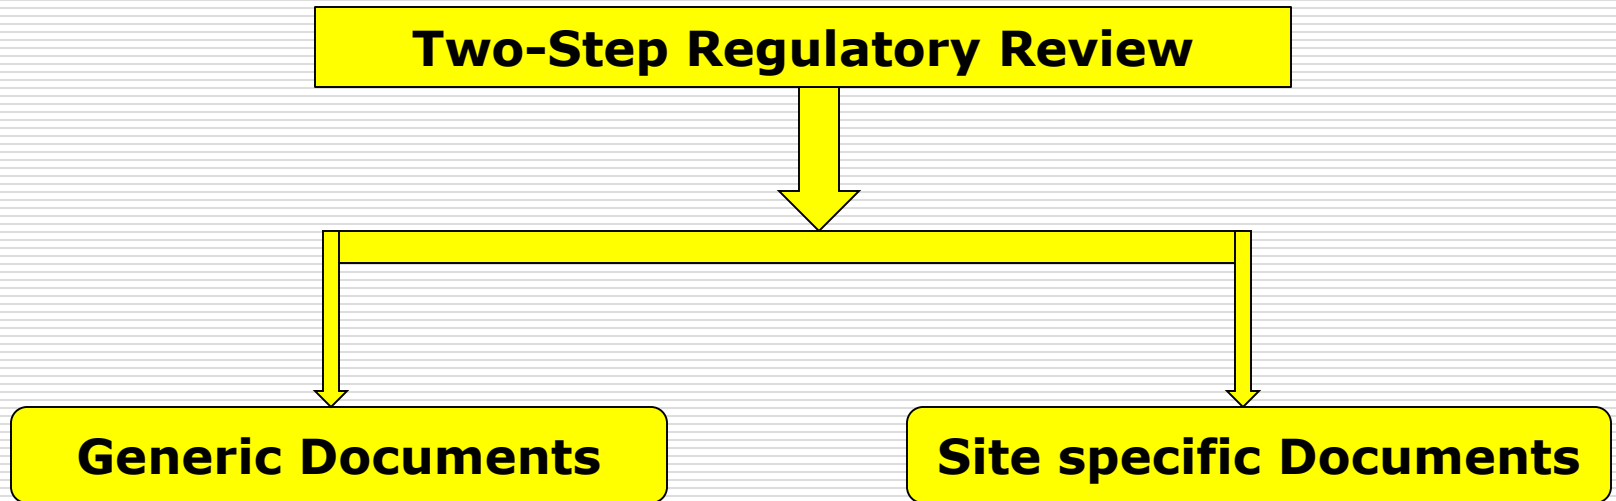 Two-Step Regulatory Review
Generic Documents
Site specific Documents